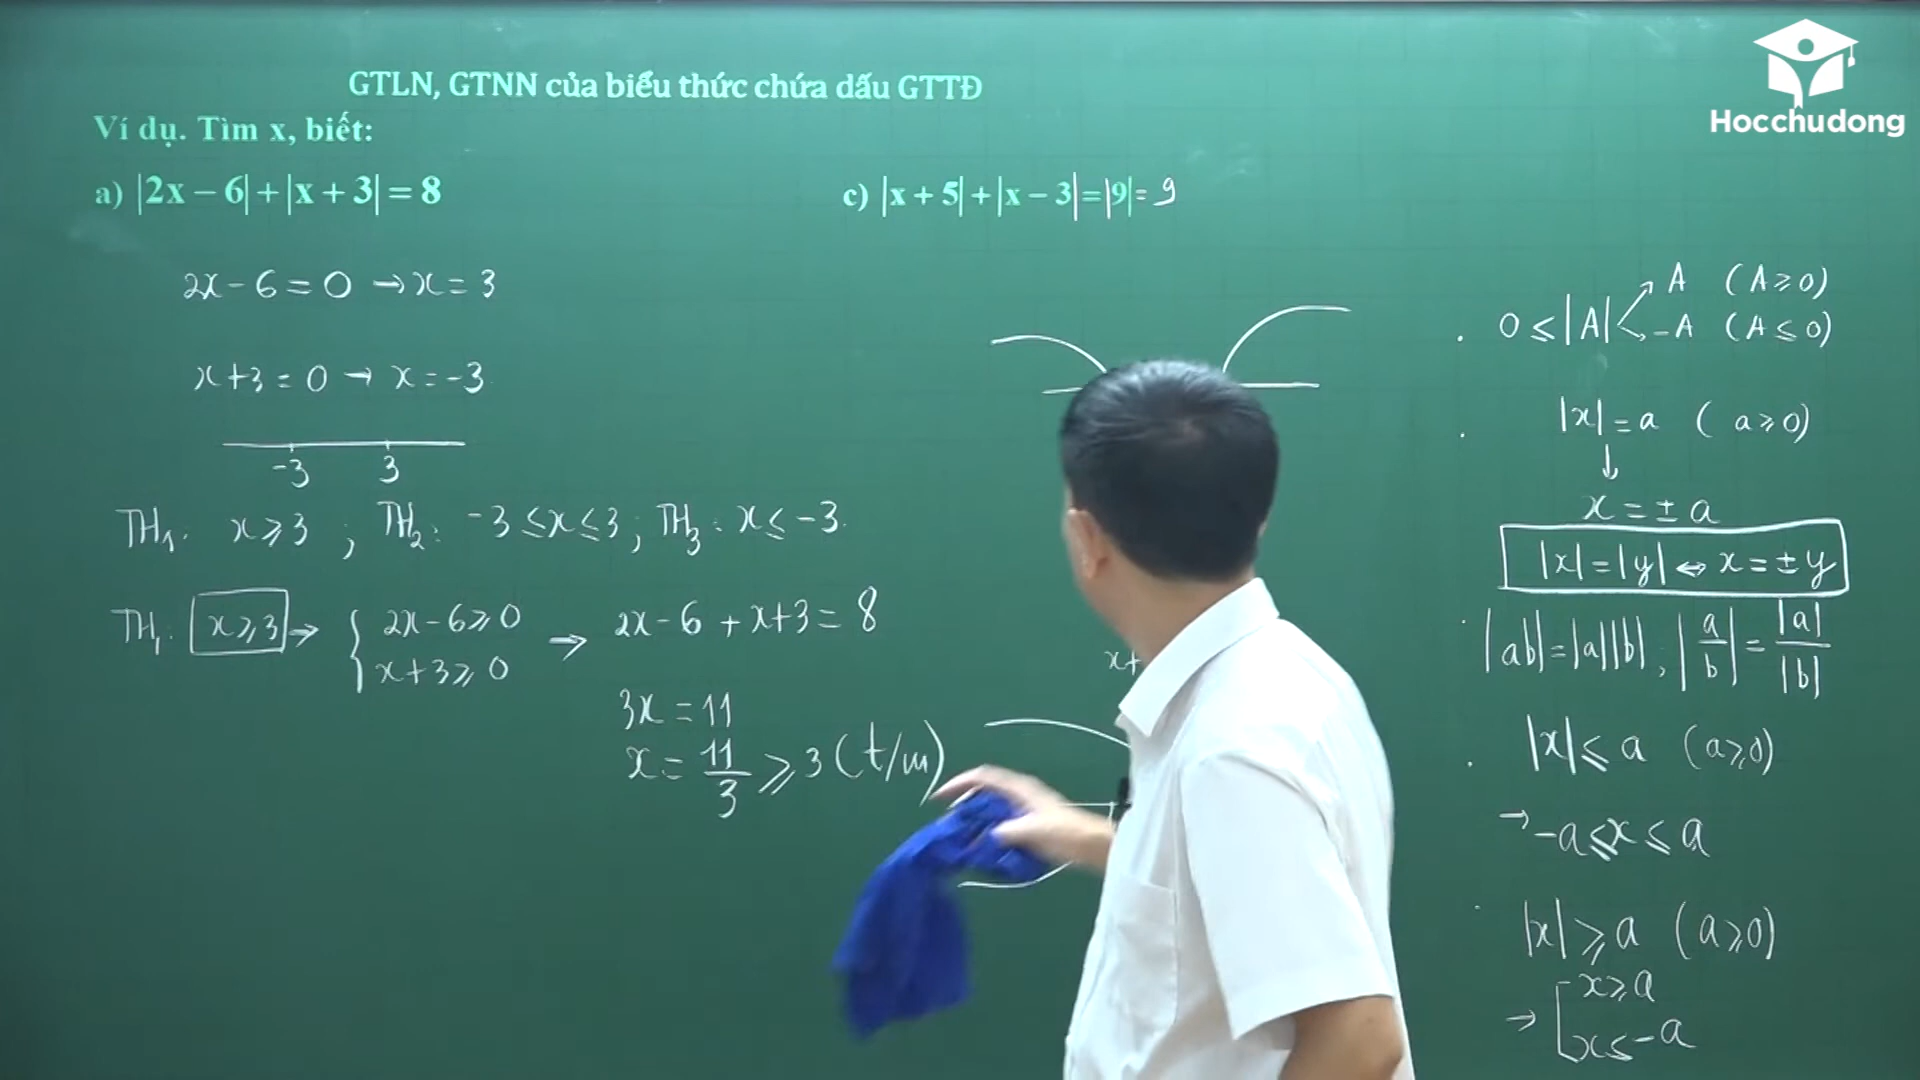 Hocchudong
GTLN, GTNN của biểu thức chứa dấu GTTĐ
Ví dụ. Tìm x, biết:
a) |2x − 6| + |x + 3| = 8
c) |x + 5| + |x − 3| = |9| = 9
2x − 6 = 0 → x = 3
x + 3 = 0 → x = −3
−3 3
TH1: x ⩾ 3 ; TH2: −3 ≤ x ≤ 3 ; TH3: x ≤ −3.
TH1: x ⩾ 3 → { 2x − 6 ⩾ 0
x + 3 ⩾ 0
→ 2x − 6 + x + 3 = 8
3x = 11
x = 11/3 ⩾ 3 (t/m)
x+
. 0 ≤ |A| ↗ A (A ⩾ 0)
↘ −A (A ≤ 0)
. |x| = a (a ⩾ 0)
↓
x = ± a
|x| = |y| ⇔ x = ± y
. |ab| = |a||b| ; |a/b| = |a|/|b|
. |x| ≤ a (a ⩾ 0)
→ −a ⩽ x ≤ a
. |x| ⩾ a (a ⩾ 0)
→ [ x ⩾ a
x ≤ −a